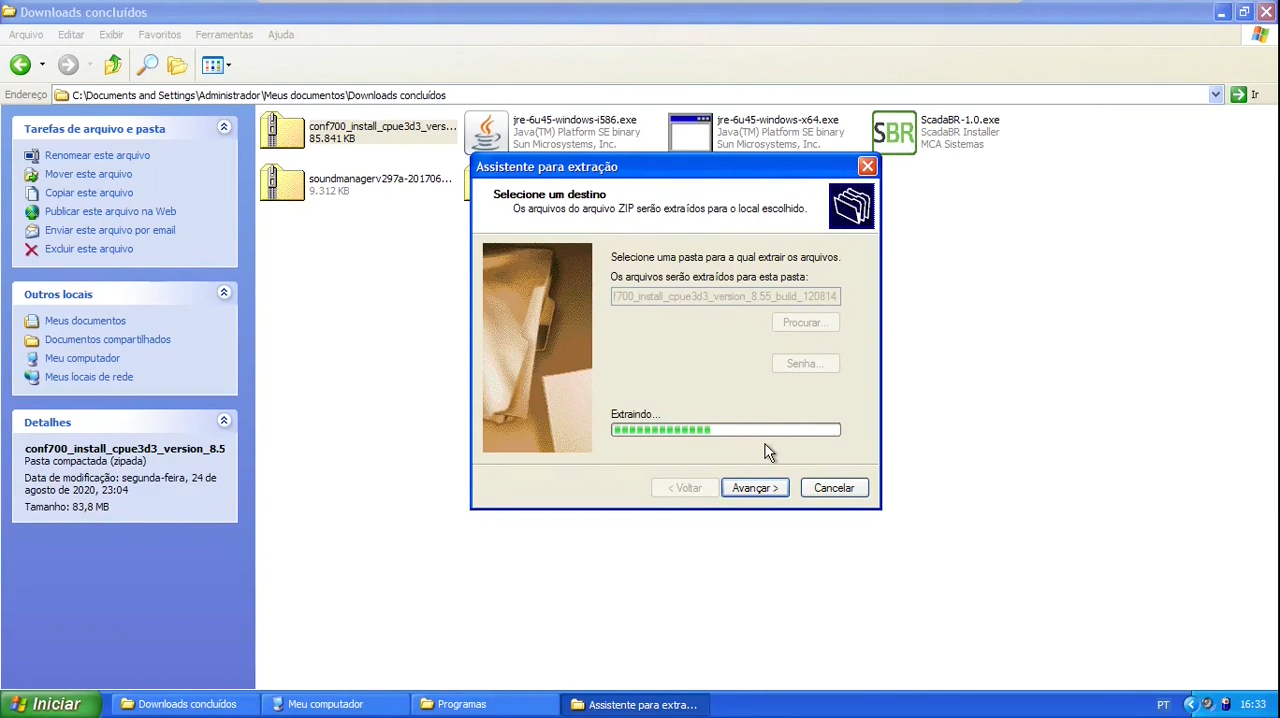 Downloads concluídos
Arquivo Editar Exibir Favoritos Ferramentas Ajuda
Endereço C:\Documents and Settings\Administrador\Meus documentos\Downloads concluídos Ir
Tarefas de arquivo e pasta
Renomear este arquivo
Mover este arquivo
Copiar este arquivo
Publicar este arquivo na Web
Enviar este arquivo por email
Excluir este arquivo
Outros locais
Meus documentos
Documentos compartilhados
Meu computador
Meus locais de rede
Detalhes
conf700_install_cpue3d3_version_8.5
Pasta compactada (zipada)
Data de modificação: segunda-feira, 24 de
agosto de 2020, 23:04
Tamanho: 83,8 MB
conf700_install_cpue3d3_vers...
85.841 KB
jre-6u45-windows-i586.exe
Java(TM) Platform SE binary
Sun Microsystems, Inc.
jre-6u45-windows-x64.exe
Java(TM) Platform SE binary
Sun Microsystems, Inc.
SBR
ScadaBR-1.0.exe
ScadaBR Installer
MCA Sistemas
soundmanagerv297a-201706...
9.312 KB
Assistente para extração
Selecione um destino
Os arquivos do arquivo ZIP serão extraídos para o local escolhido.
Selecione uma pasta para a qual extrair os arquivos.
Os arquivos serão extraídos para esta pasta:
f700_install_cpue3d3_version_8.55_build_120814
Procurar...
Senha...
Extraindo...
< Voltar Avançar > Cancelar
Iniciar Downloads concluídos Meu computador Programas Assistente para extra... PT 16:33